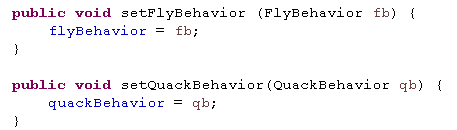 public void setFlyBehavior (FlyBehavior fb) {
    flyBehavior = fb;
}

public void setQuackBehavior(QuackBehavior qb) {
    quackBehavior = qb;
}